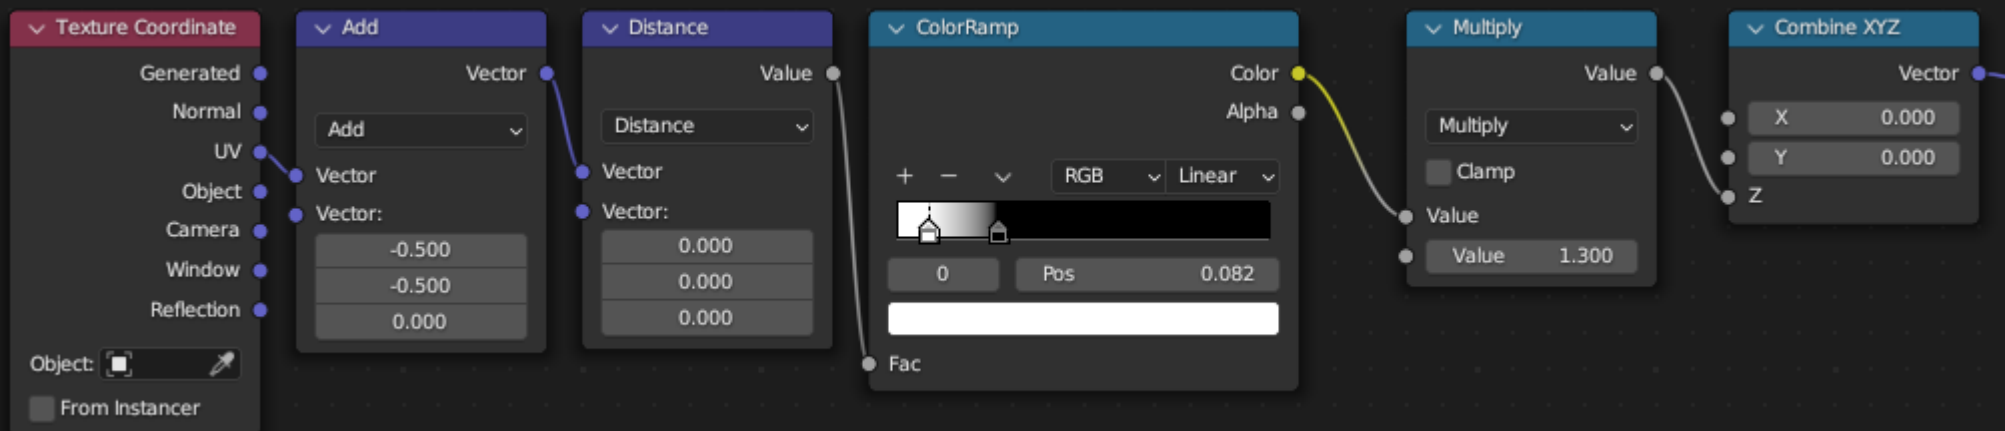 Texture Coordinate
Generated
Normal
UV
Object
Camera
Window
Reflection
Object:
From Instancer
Add
Vector
Add
Vector
Vector:
-0.500
-0.500
0.000
Distance
Value
Distance
Vector
Vector:
0.000
0.000
0.000
ColorRamp
Color
Alpha
+ − RGB Linear
0 Pos 0.082
Fac
Multiply
Value
Multiply
Clamp
Value
Value 1.300
Combine XYZ
Vector
X 0.000
Y 0.000
Z